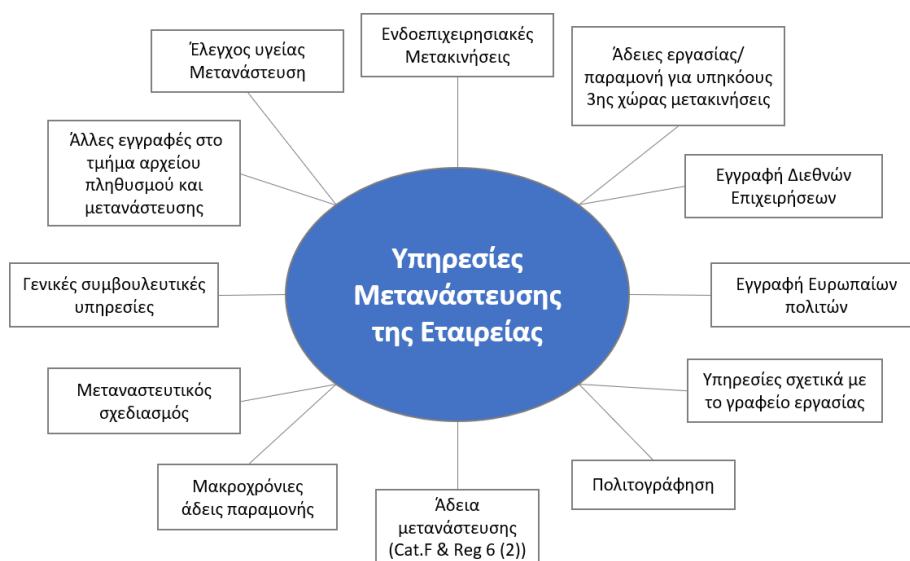 Ενδοεπιχειρησιακές
Μετακινήσεις
Έλεγχος υγείας
Μετανάστευση
Άδειες εργασίας/
παραμονή για υπηκόους
3ης χώρας μετακινήσεις
Άλλες εγγραφές στο
τμήμα αρχείου
πληθυσμού και
μετανάστευσης
Εγγραφή Διεθνών
Επιχειρήσεων
Υπηρεσίες
Μετανάστευσης
της Εταιρείας
Γενικές συμβουλευτικές
υπηρεσίες
Εγγραφή Ευρωπαίων
πολιτών
Μεταναστευτικός
σχεδιασμός
Υπηρεσίες σχετικά με
το γραφείο εργασίας
Μακροχρόνιες
άδεις παραμονής
Άδεια
μετανάστευσης
(Cat.F & Reg 6 (2))
Πολιτογράφηση